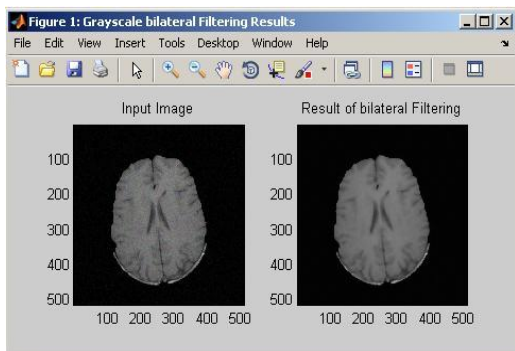 Figure 1: Grayscale bilateral Filtering Results
File Edit View Insert Tools Desktop Window Help
Input Image
Result of bilateral Filtering
100
200
300
400
500
100 200 300 400 500
100
200
300
400
500
100 200 300 400 500